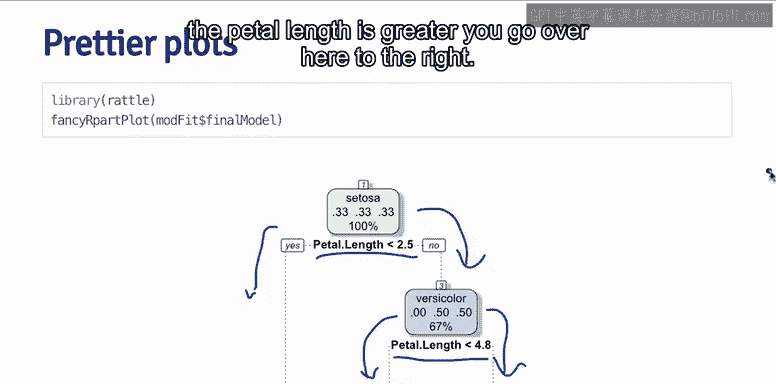 the petal length is greater you go over
here to the right.
Prettier plots
library(rattle)
fancyRpartPlot(modFit$finalModel)
1
setosa
.33 .33 .33
100%
yes Petal.Length < 2.5 no
3
versicolor
.00 .50 .50
67%
Petal.Length < 4.8